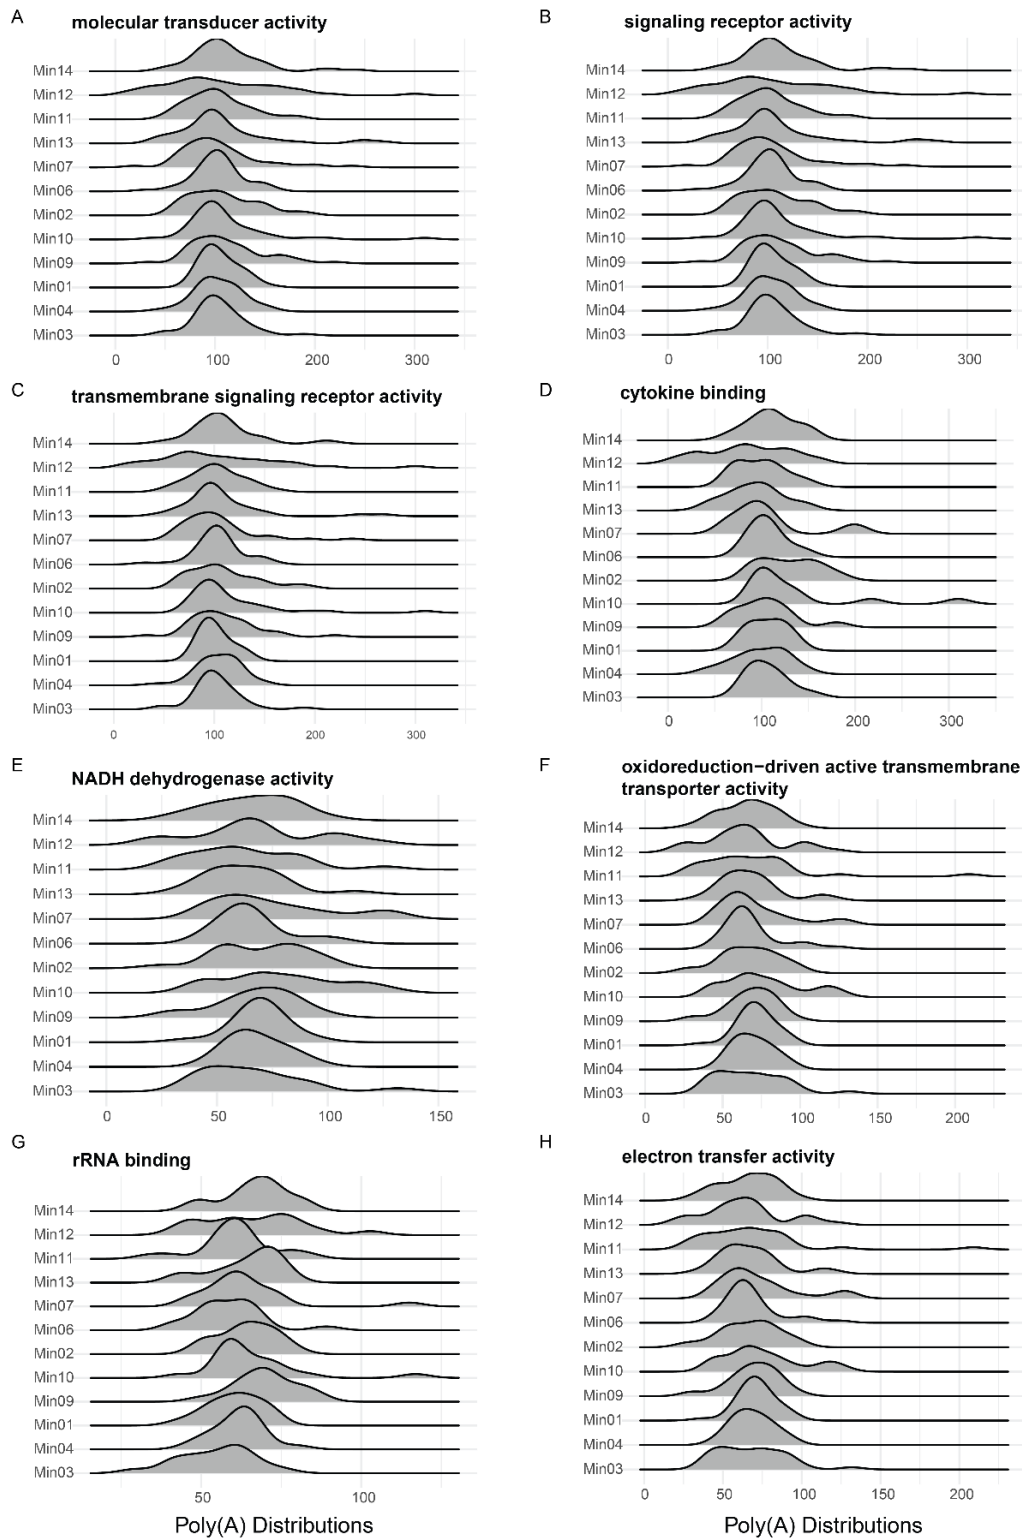 A
molecular transducer activity
Min14
Min12
Min11
Min13
Min07
Min06
Min02
Min10
Min09
Min01
Min04
Min03
0 100 200 300
B
signaling receptor activity
Min14
Min12
Min11
Min13
Min07
Min06
Min02
Min10
Min09
Min01
Min04
Min03
0 100 200 300
C
transmembrane signaling receptor activity
Min14
Min12
Min11
Min13
Min07
Min06
Min02
Min10
Min09
Min01
Min04
Min03
0 100 200 300
D
cytokine binding
Min14
Min12
Min11
Min13
Min07
Min06
Min02
Min10
Min09
Min01
Min04
Min03
0 100 200 300
E
NADH dehydrogenase activity
Min14
Min12
Min11
Min13
Min07
Min06
Min02
Min10
Min09
Min01
Min04
Min03
0 50 100 150
F
oxidoreduction−driven active transmembrane
transporter activity
Min14
Min12
Min11
Min13
Min07
Min06
Min02
Min10
Min09
Min01
Min04
Min03
0 50 100 150 200
G
rRNA binding
Min14
Min12
Min11
Min13
Min07
Min06
Min02
Min10
Min09
Min01
Min04
Min03
50 100
Poly(A) Distributions
H
electron transfer activity
Min14
Min12
Min11
Min13
Min07
Min06
Min02
Min10
Min09
Min01
Min04
Min03
0 50 100 150 200
Poly(A) Distributions